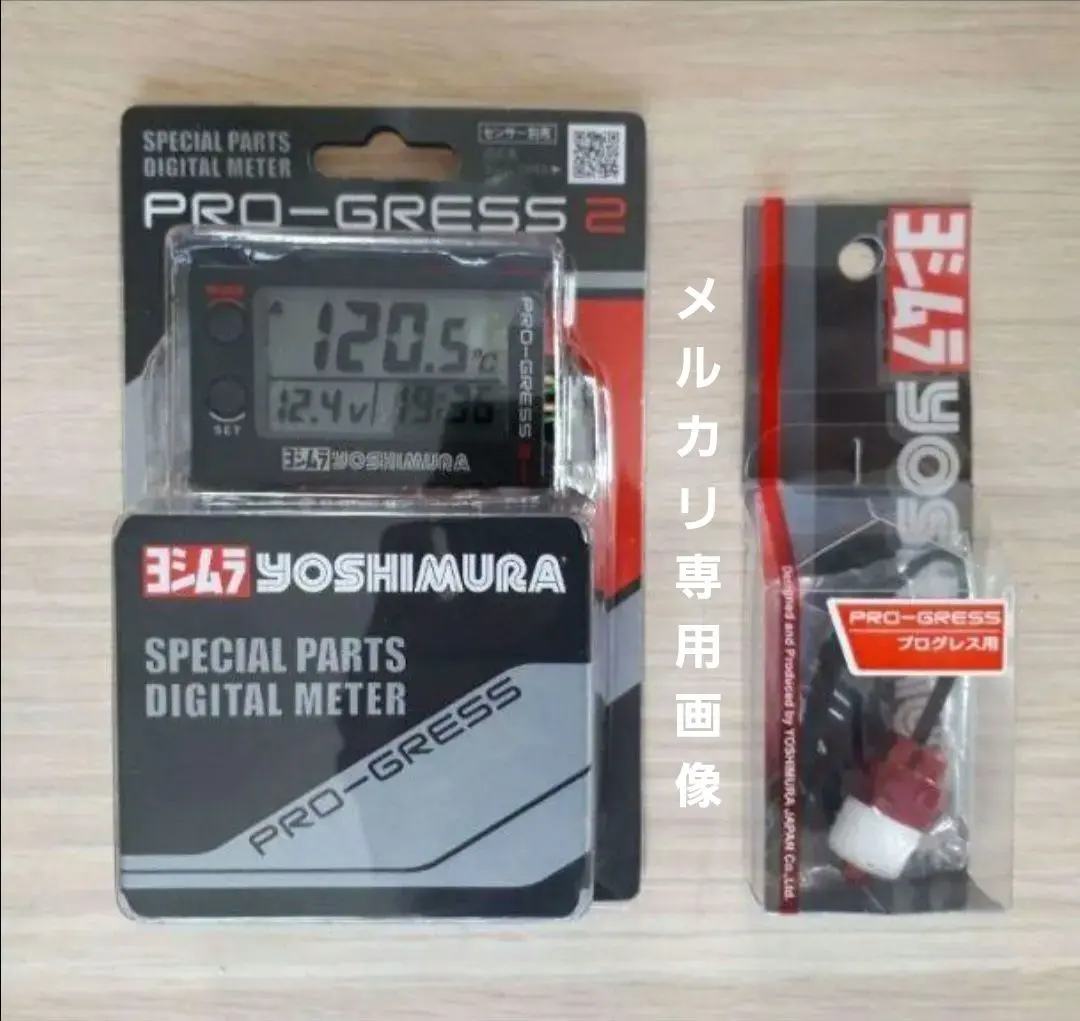 SPECIAL PARTS
DIGITAL METER
センサー別売
PRO-GRESS 2
120.5℃
12.4v 19:36
SET
PRO-GRESS 2
ヨシムラ YOSHIMURA
ヨシムラ YOSHIMURA
SPECIAL PARTS
DIGITAL METER
PRO-GRESS
メルカリ専用画像
ヨシムラ
Designed and Produced by YOSHIMURA JAPAN Co.,Ltd.
PRO-GRESS
プログレス用